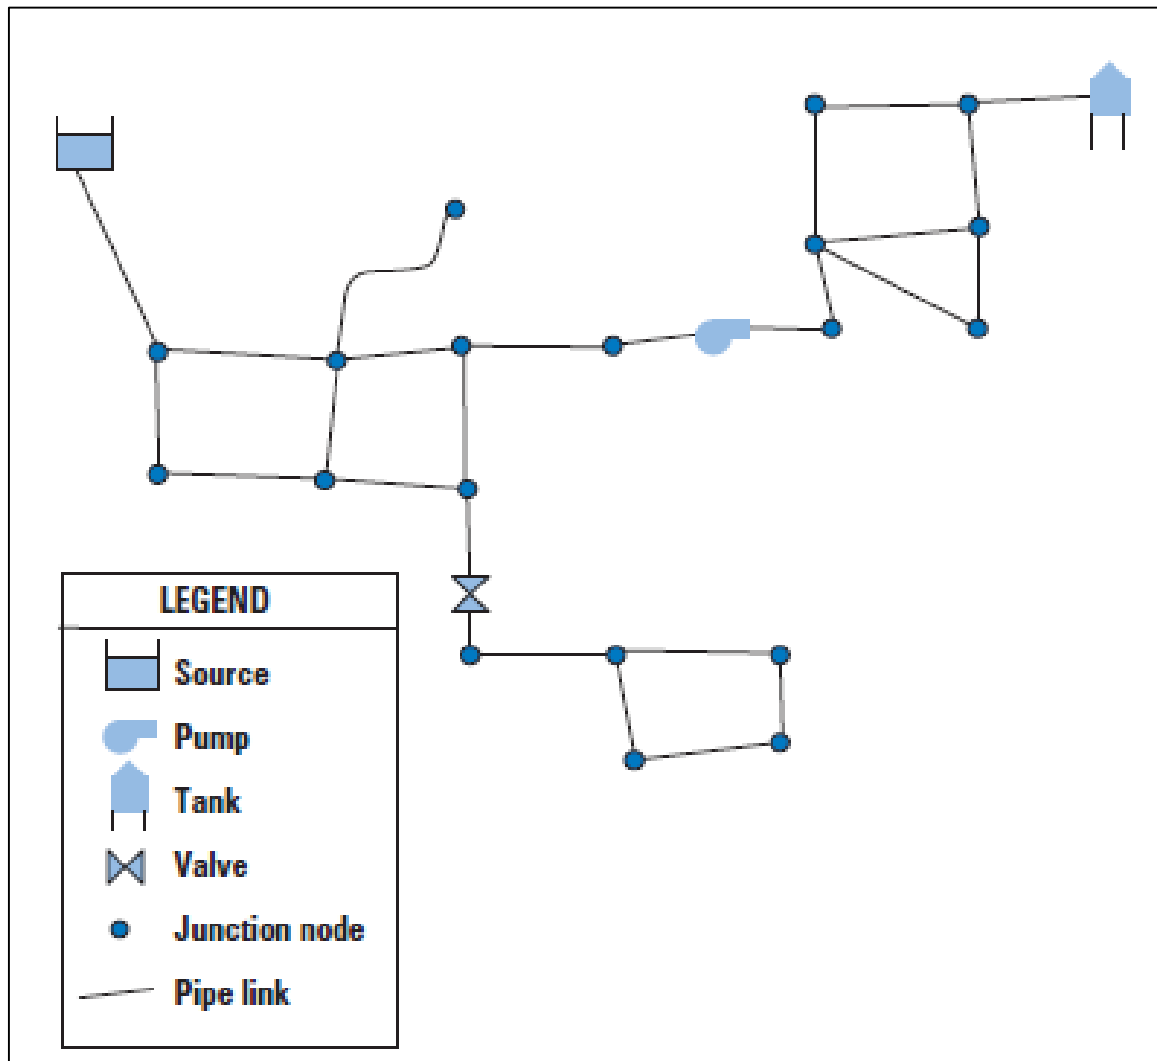 LEGEND
Source
Pump
Tank
Valve
Junction node
Pipe link